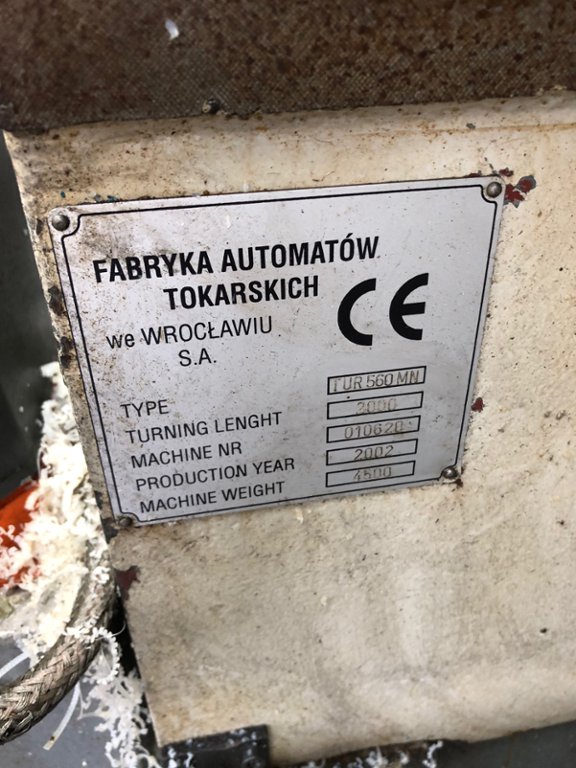 FABRYKA AUTOMATÓW
TOKARSKICH
we WROCŁAWIU
S.A.
CE
TYPE TUR 560 MN
TURNING LENGHT 2000
MACHINE NR 010620
PRODUCTION YEAR 2002
MACHINE WEIGHT 4500